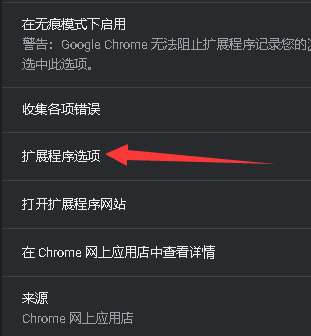 在无痕模式下启用
警告：Google Chrome 无法阻止扩展程序记录您的
选中此选项。
收集各项错误
扩展程序选项
打开扩展程序网站
在 Chrome 网上应用店中查看详情
来源
Chrome 网上应用店